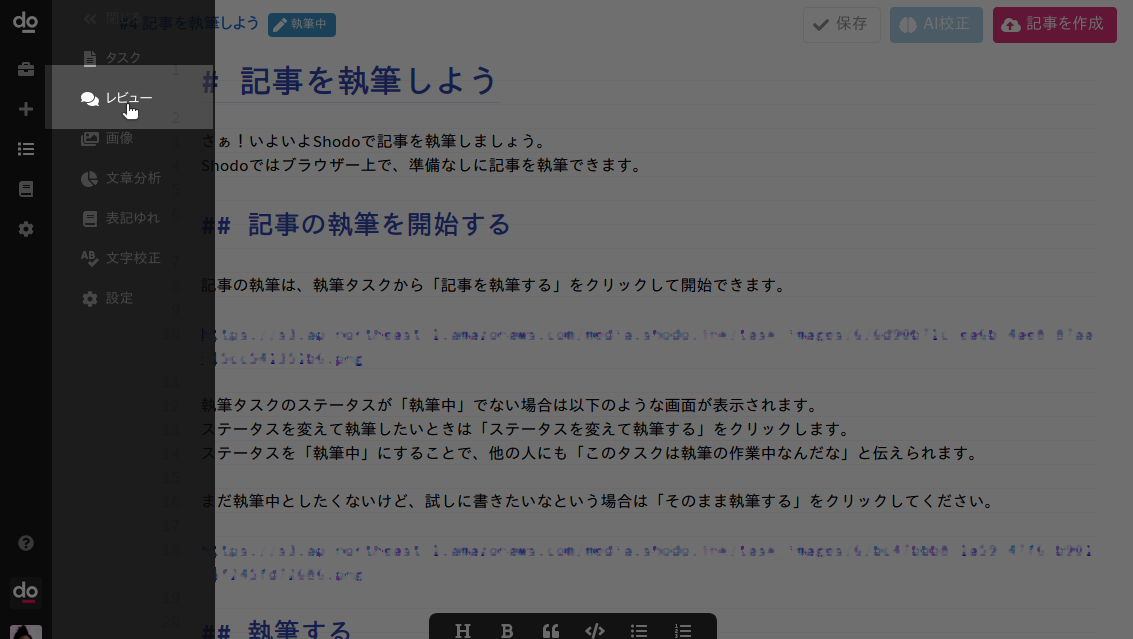 do
閉じる
#4 記事を執筆しよう
執筆中
保存
AI校正
記事を作成
タスク
レビュー
画像
文章分析
表記ゆれ
文字校正
設定
# 記事を執筆しよう
さぁ！いよいよShodoで記事を執筆しましょう。
Shodoではブラウザー上で、準備なしに記事を執筆できます。
## 記事の執筆を開始する
記事の執筆は、執筆タスクから「記事を執筆する」をクリックして開始できます。
執筆タスクのステータスが「執筆中」でない場合は以下のような画面が表示されます。
ステータスを変えて執筆したいときは「ステータスを変えて執筆する」をクリックします。
ステータスを「執筆中」にすることで、他の人にも「このタスクは執筆の作業中なんだな」と伝えられます。
まだ執筆中としたくないけど、試しに書きたいなという場合は「そのまま執筆する」をクリックしてください。
## 執筆する
do
H B